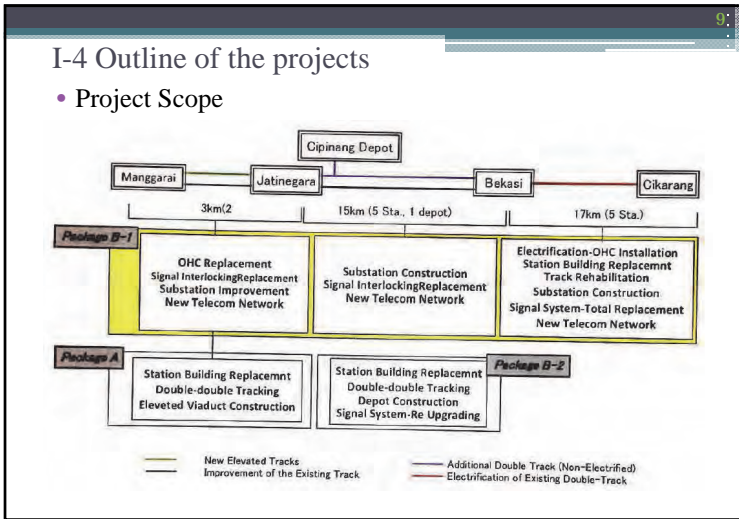 9
I-4 Outline of the projects
• Project Scope
Cipinang Depot
Manggarai
Jatinegara
Bekasi
Cikarang
3km(2
15km (5 Sta., 1 depot)
17km (5 Sta.)
Package B-1
OHC Replacement
Signal InterlockingReplacement
Substation Improvement
New Telecom Network
Substation Construction
Signal InterlockingReplacement
New Telecom Network
Electrification-OHC Installation
Station Building Replacemnt
Track Rehabilitation
Substation Construction
Signal System-Total Replacement
New Telecom Network
Package A
Station Building Replacemnt
Double-double Tracking
Eleveted Viaduct Construction
Station Building Replacemnt
Double-double Tracking
Depot Construction
Signal System-Re Upgrading
Package B-2
New Elevated Tracks
Improvement of the Existing Track
Additional Double Track (Non-Electrified)
Electrification of Existing Double-Track